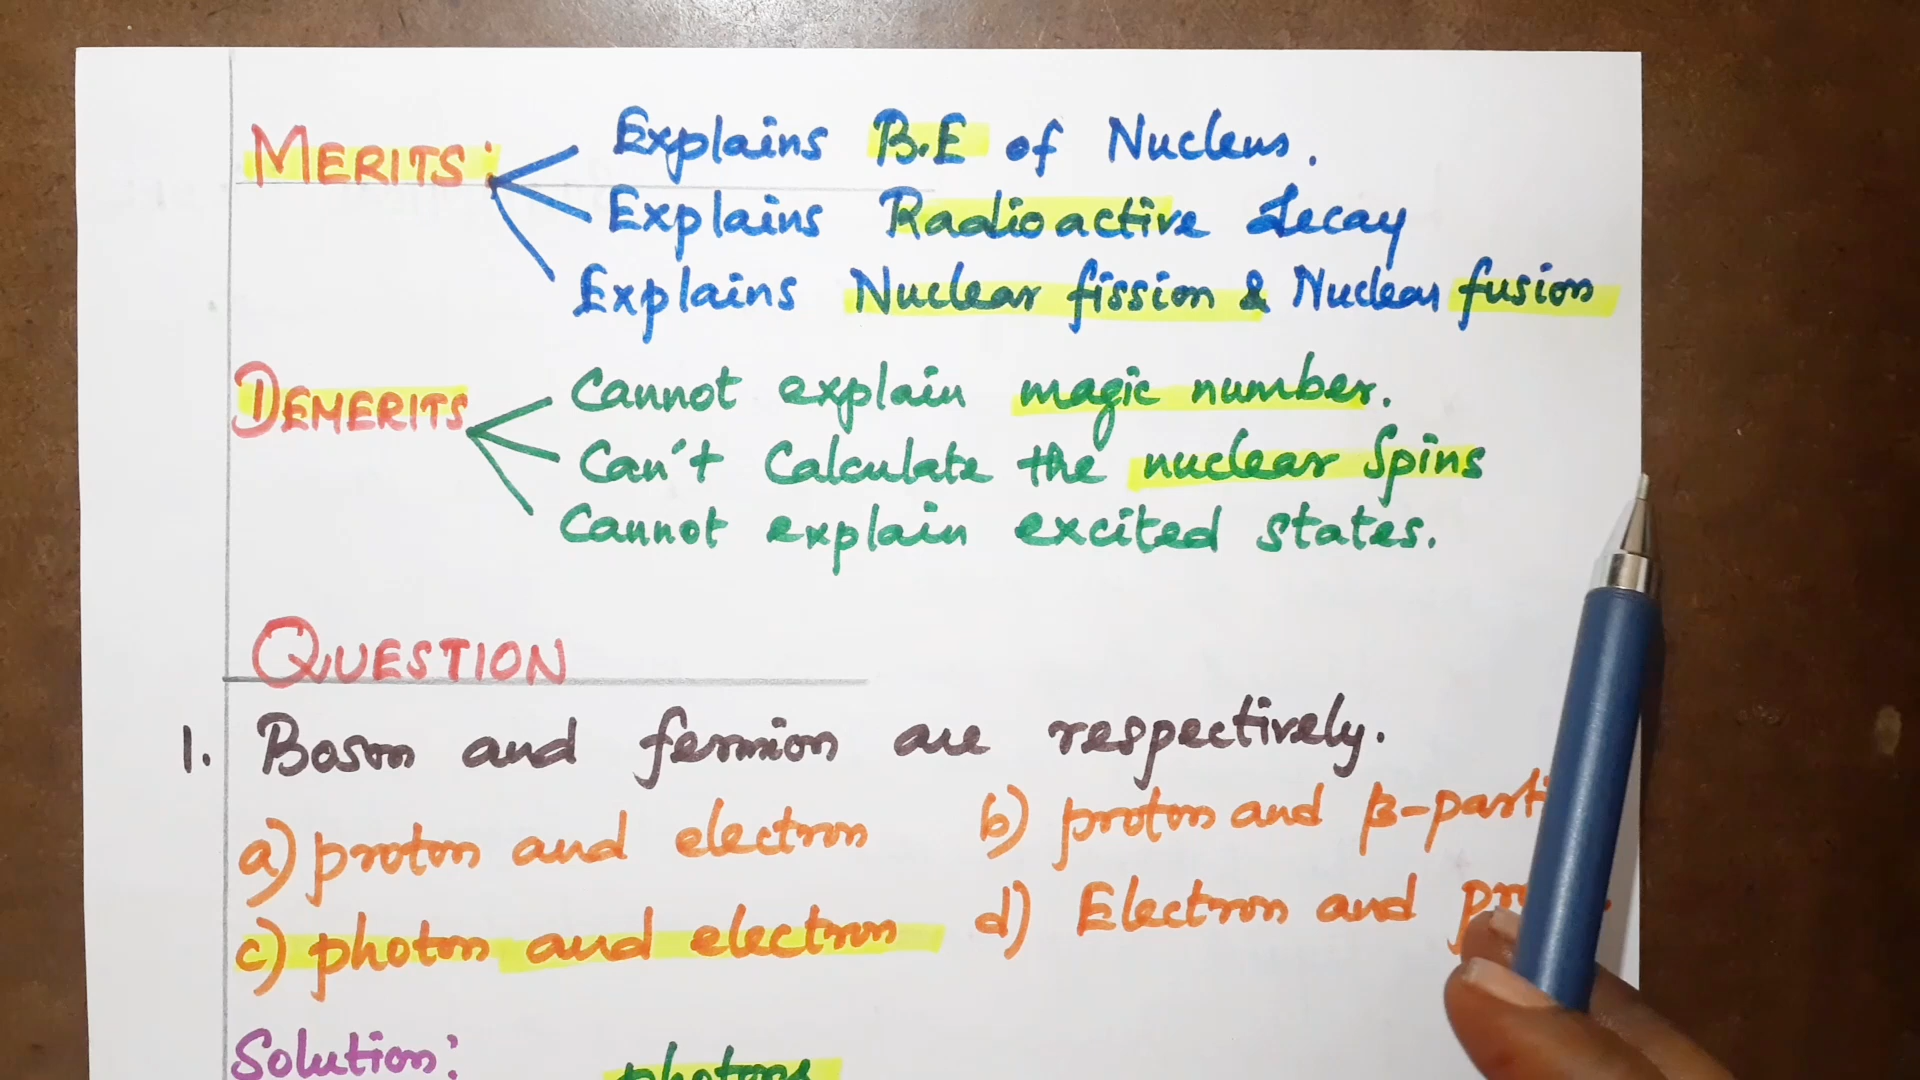 MERITS:
Explains B.E of Nucleus.
Explains Radioactive decay
Explains Nuclear fission & Nuclear fusion
DEMERITS
Cannot explain magic number.
Can't Calculate the nuclear Spins
Cannot explain excited states.
QUESTION
1. Boson and fermion are respectively.
a) proton and electron
b) proton and β-parti
c) photon and electron
d) Electron and
Solution:
photons